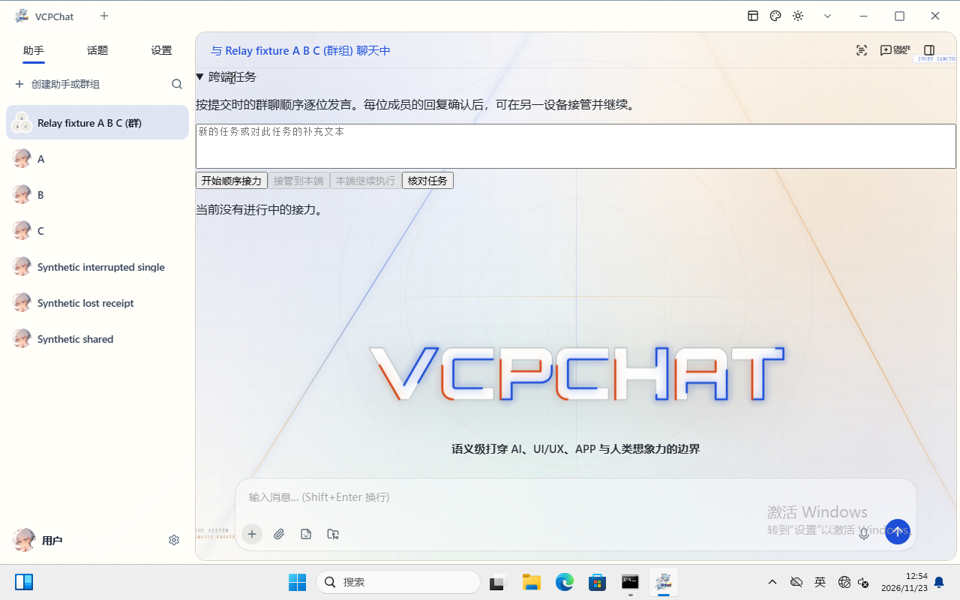 VCPChat
助手
话题
设置
创建助手或群组
Relay fixture A B C (群)
A
B
C
Synthetic interrupted single
Synthetic lost receipt
Synthetic shared
用户
与 Relay fixture A B C (群组) 聊天中
▼ 跨端任务
按提交时的群聊顺序逐位发言。每位成员的回复确认后，可在另一设备接管并继续。
新的任务或对此任务的补充文本
开始顺序接力 接管到本端 本端继续执行 核对任务
当前没有进行中的接力。
VCPCHAT
语义级打穿 AI、UI/UX、APP 与人类想象力的边界
输入消息... (Shift+Enter 换行)
激活 Windows
转到"设置"以激活 Windows
搜索
英
12:54
2026/11/23